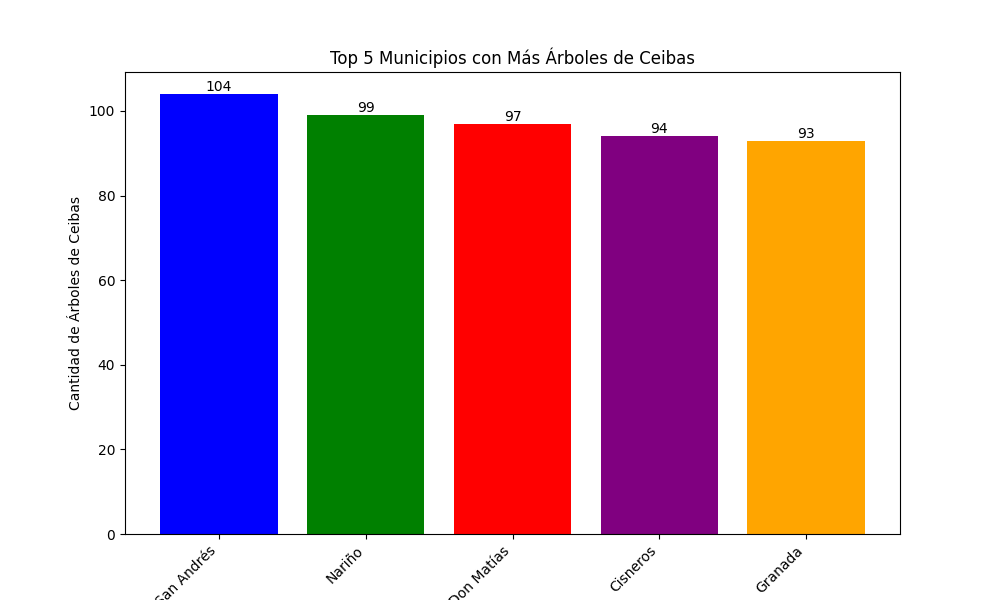 Top 5 Municipios con Más Árboles de Ceibas
Cantidad de Árboles de Ceibas
100
80
60
40
20
0
104
99
97
94
93
San Andrés
Nariño
Don Matías
Cisneros
Granada